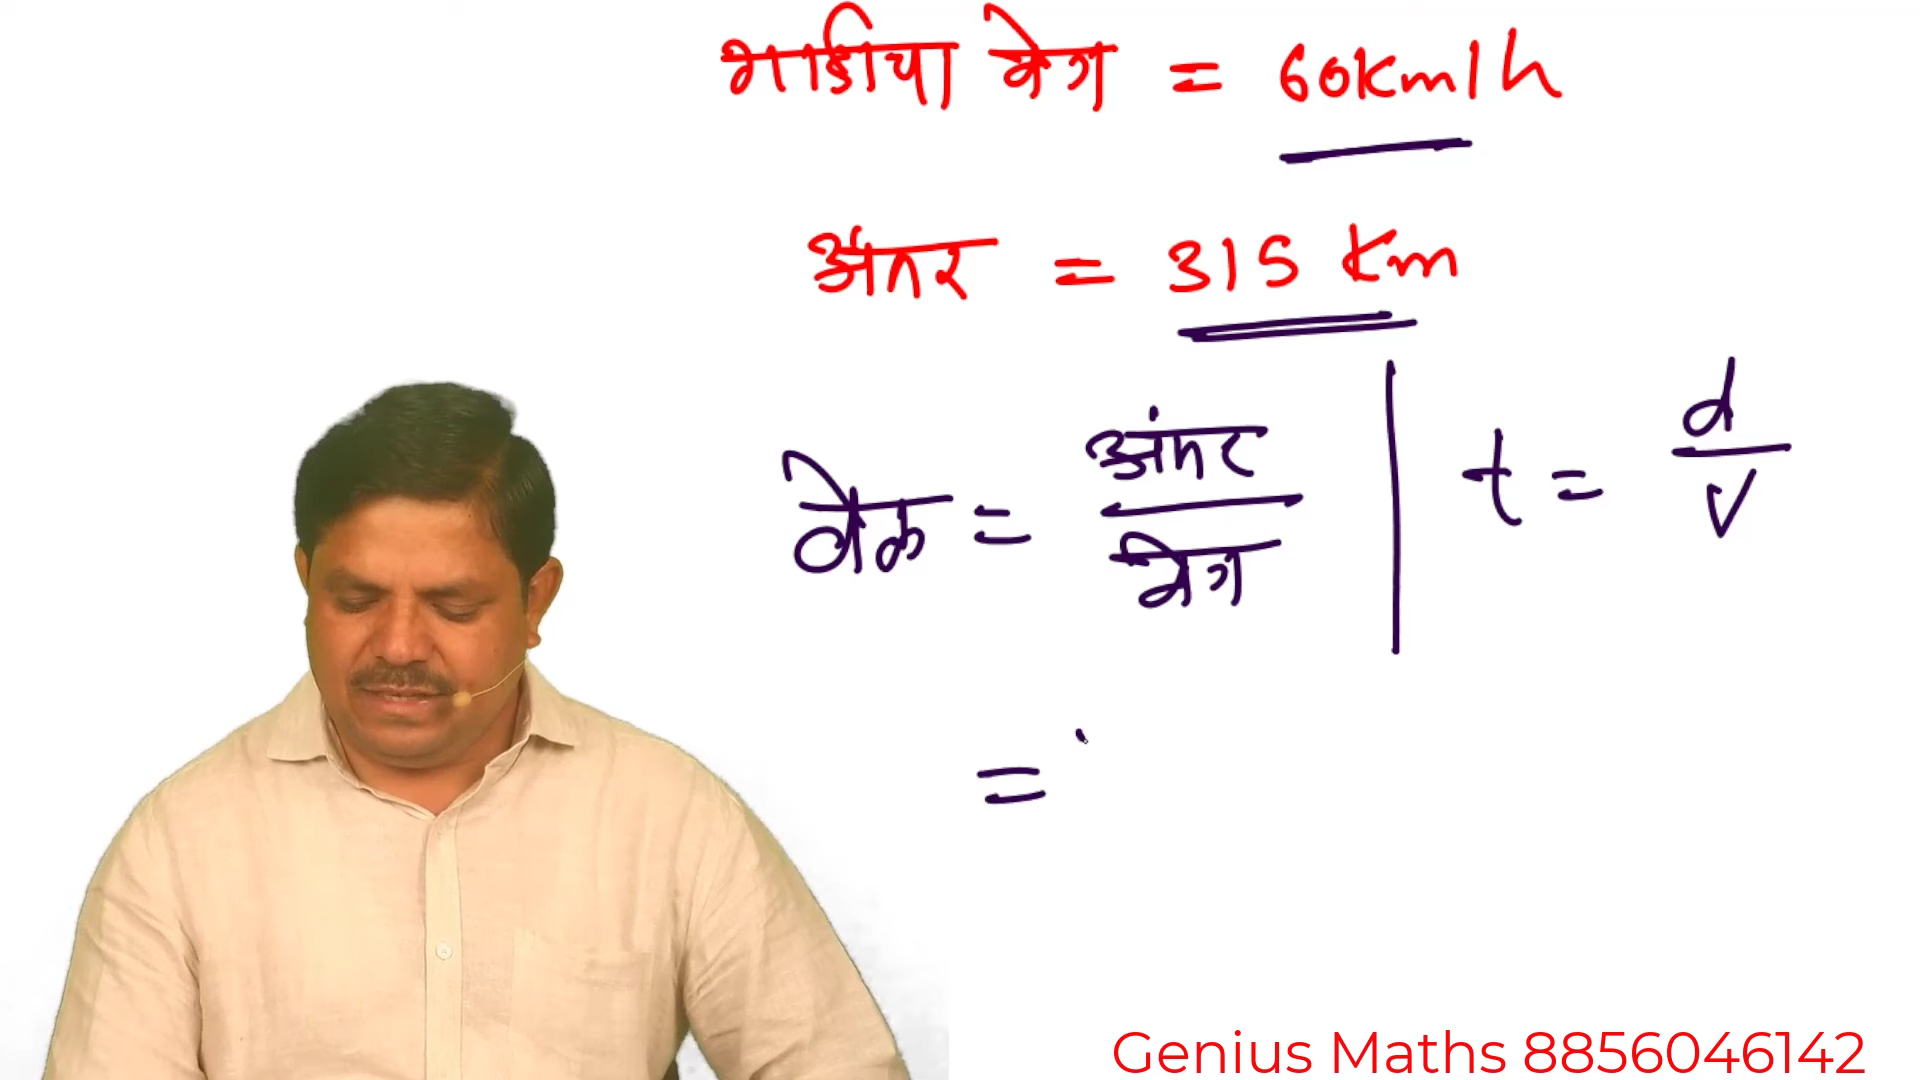 गाडीचा वेग = 60km/h
अंतर = 315 km
वेळ = अंतर / वेग | t = d / v
=
Genius Maths 8856046142